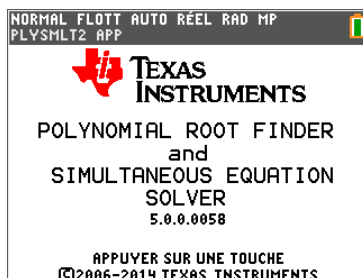 NORMAL FLOTT AUTO RÉEL RAD MP
PLYSMLT2 APP
TEXAS
INSTRUMENTS
POLYNOMIAL ROOT FINDER
and
SIMULTANEOUS EQUATION
SOLVER
5.0.0.0058
APPUYER SUR UNE TOUCHE
©2006-2014 TEXAS INSTRUMENTS